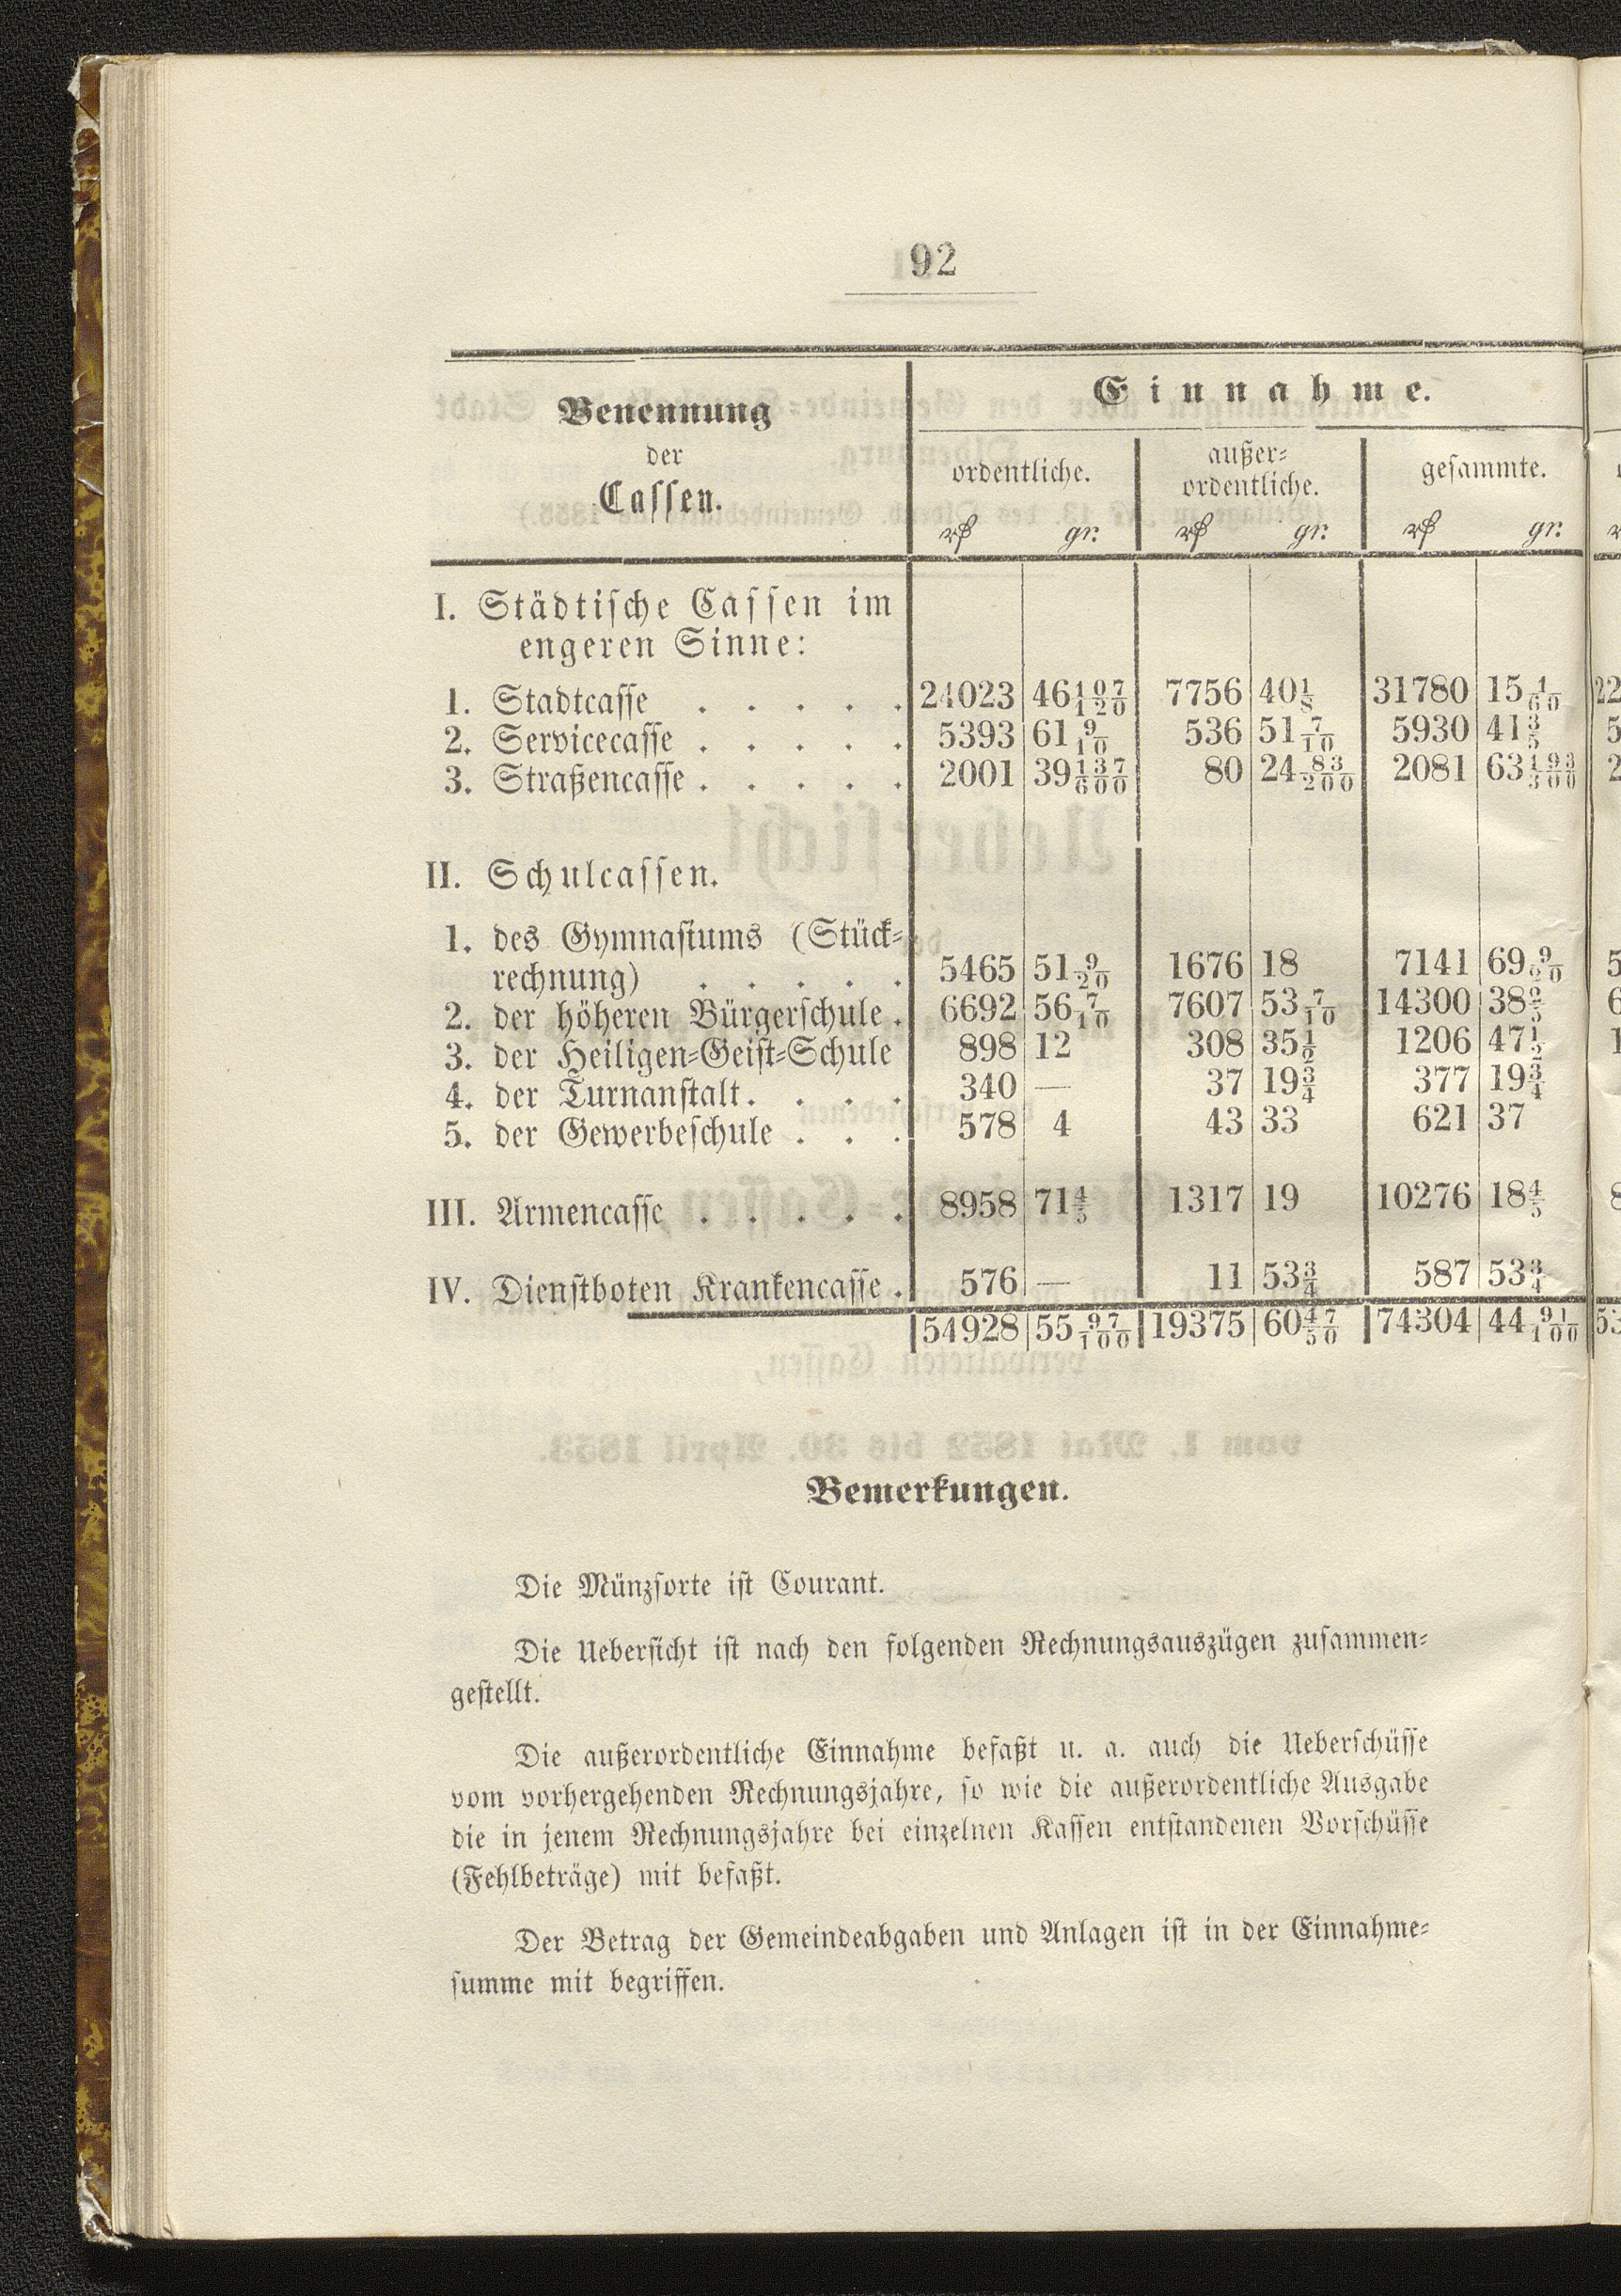 92
Benennung
der
Cassen.
Einnahme.
ordentliche. außer= gesammte.
ordentliche.
gr. gr. gr.
I. Städtische Cassen im
engeren Sinne:
1. Stadtcasse . . . . . 24023 46 107/120 7756 40 1/8 31780 15 1/60
2. Servicecasse . . . . . 5393 61 9/10 536 51 7/10 5930 41 3/5
3. Straßencasse . . . . . 2001 39 137/600 80 24 83/200 2081 63 193/300
II. Schulcassen.
1. des Gymnasiums (Stück=
rechnung) . . . . . 5465 51 9/20 1676 18 7141 69 9/20
2. der höheren Bürgerschule . 6692 56 7/10 7607 53 7/10 14300 38 2/5
3. der Heiligen=Geist=Schule 898 12 308 35 1/2 1206 47 1/2
4. der Turnanstalt . . . . 340 — 37 19 3/4 377 19 3/4
5. der Gewerbeschule . . . 578 4 43 33 621 37
III. Armencasse . . . . . 8958 71 4/5 1317 19 10276 18 4/5
IV. Dienstboten Krankencasse . 576 — 11 53 3/4 587 53 3/4
54928 55 97/100 19375 60 47/50 74304 44 91/100
Bemerkungen.
Die Münzsorte ist Courant.
Die Uebersicht ist nach den folgenden Rechnungsauszügen zusammen=
gestellt.
Die außerordentliche Einnahme befaßt u. a. auch die Ueberschüsse
vom vorhergehenden Rechnungsjahre, so wie die außerordentliche Ausgabe
die in jenem Rechnungsjahre bei einzelnen Kassen entstandenen Vorschüsse
(Fehlbeträge) mit befaßt.
Der Betrag der Gemeindeabgaben und Anlagen ist in der Einnahme=
summe mit begriffen.